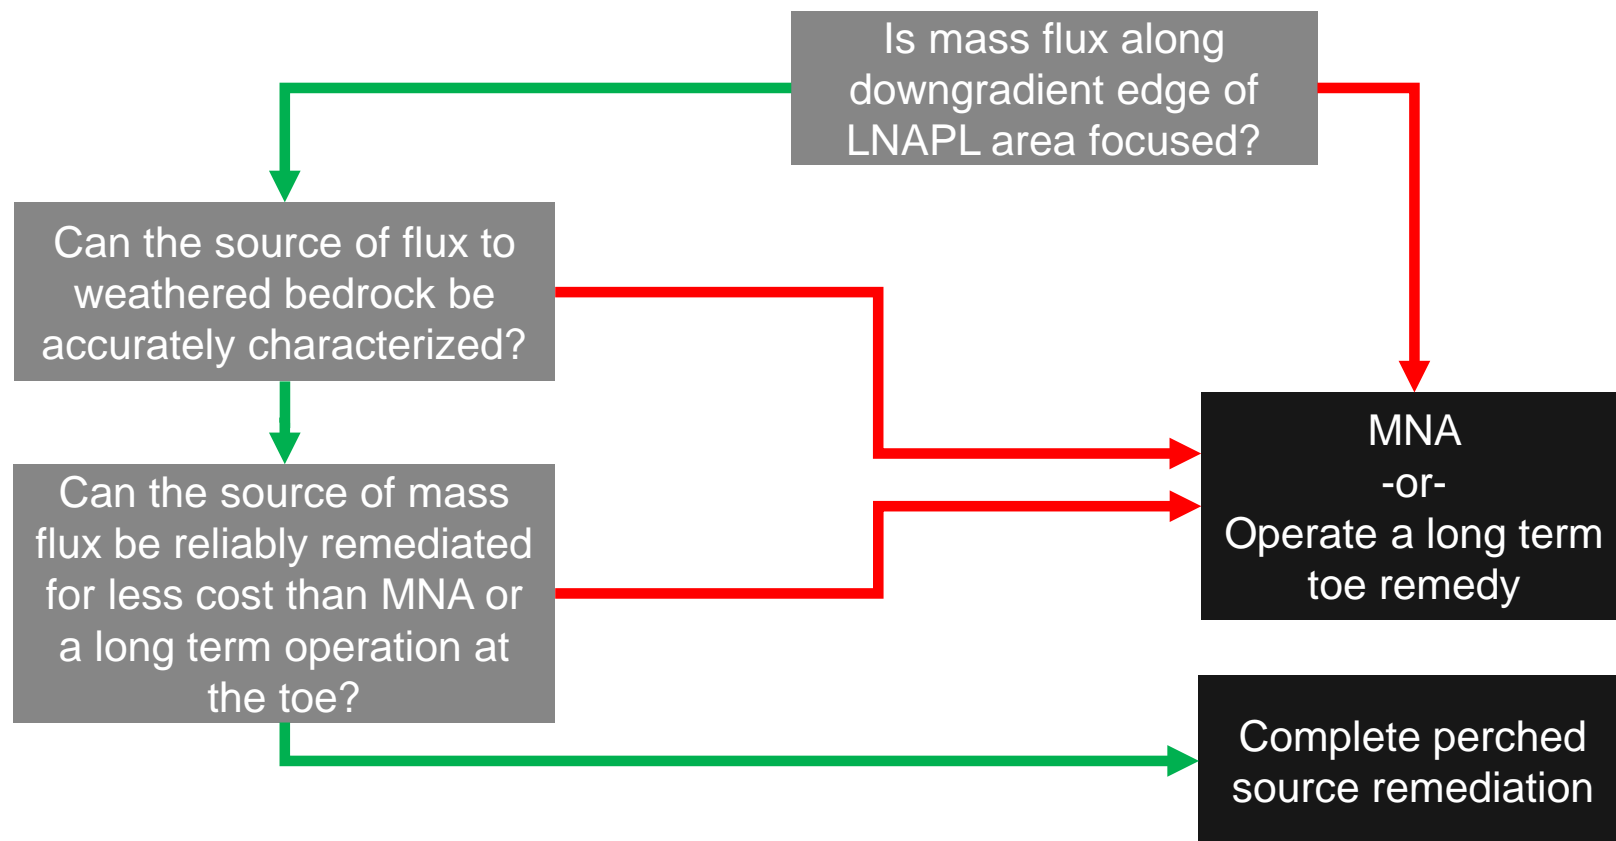 Is mass flux along
downgradient edge of
LNAPL area focused?
Can the source of flux to
weathered bedrock be
accurately characterized?
Can the source of mass
flux be reliably remediated
for less cost than MNA or
a long term operation at
the toe?
MNA
-or-
Operate a long term
toe remedy
Complete perched
source remediation